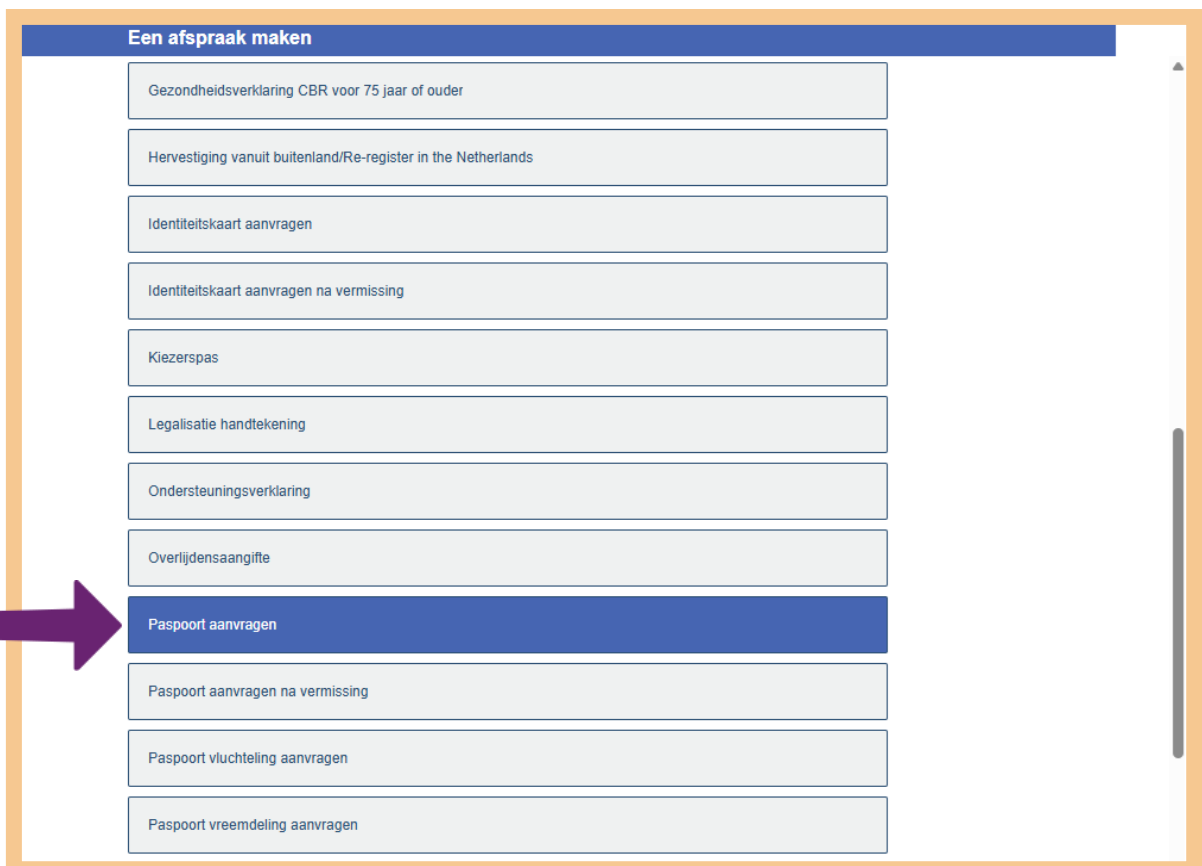 Een afspraak maken
Gezondheidsverklaring CBR voor 75 jaar of ouder
Hervestiging vanuit buitenland/Re-register in the Netherlands
Identiteitskaart aanvragen
Identiteitskaart aanvragen na vermissing
Kiezerspas
Legalisatie handtekening
Ondersteuningsverklaring
Overlijdensaangifte
Paspoort aanvragen
Paspoort aanvragen na vermissing
Paspoort vluchteling aanvragen
Paspoort vreemdeling aanvragen